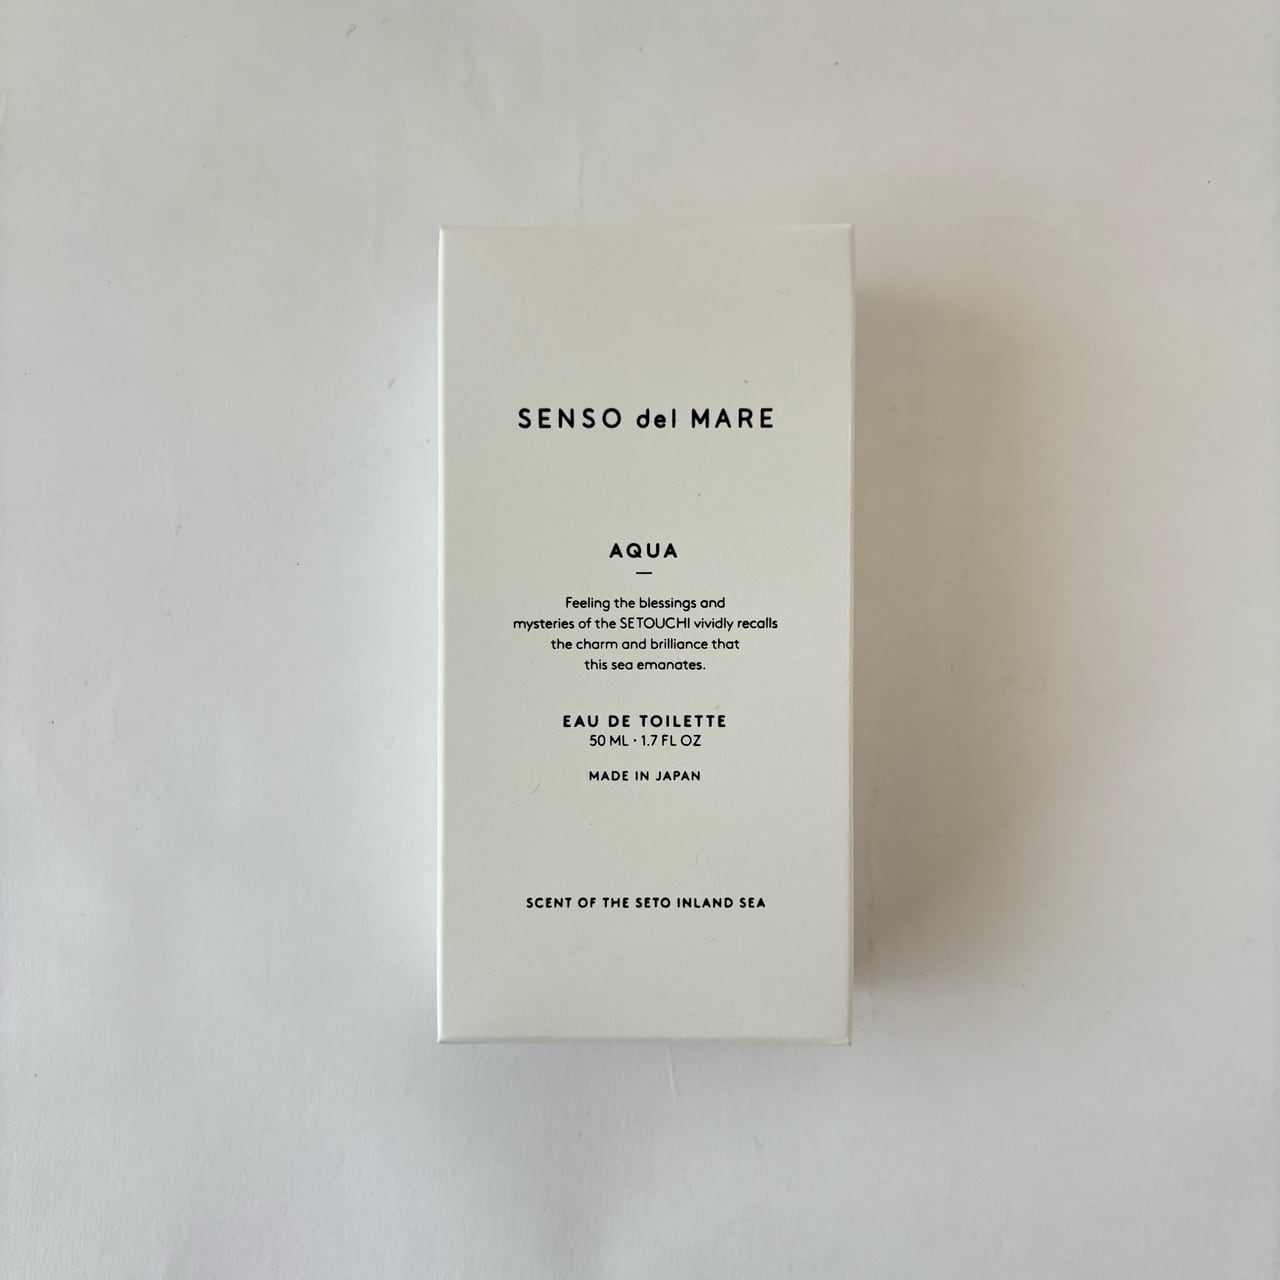 SENSO del MARE
AQUA
Feeling the blessings and
mysteries of the SETOUCHI vividly recalls
the charm and brilliance that
this sea emanates.
EAU DE TOILETTE
50 ML · 1.7 FL OZ
MADE IN JAPAN
SCENT OF THE SETO INLAND SEA